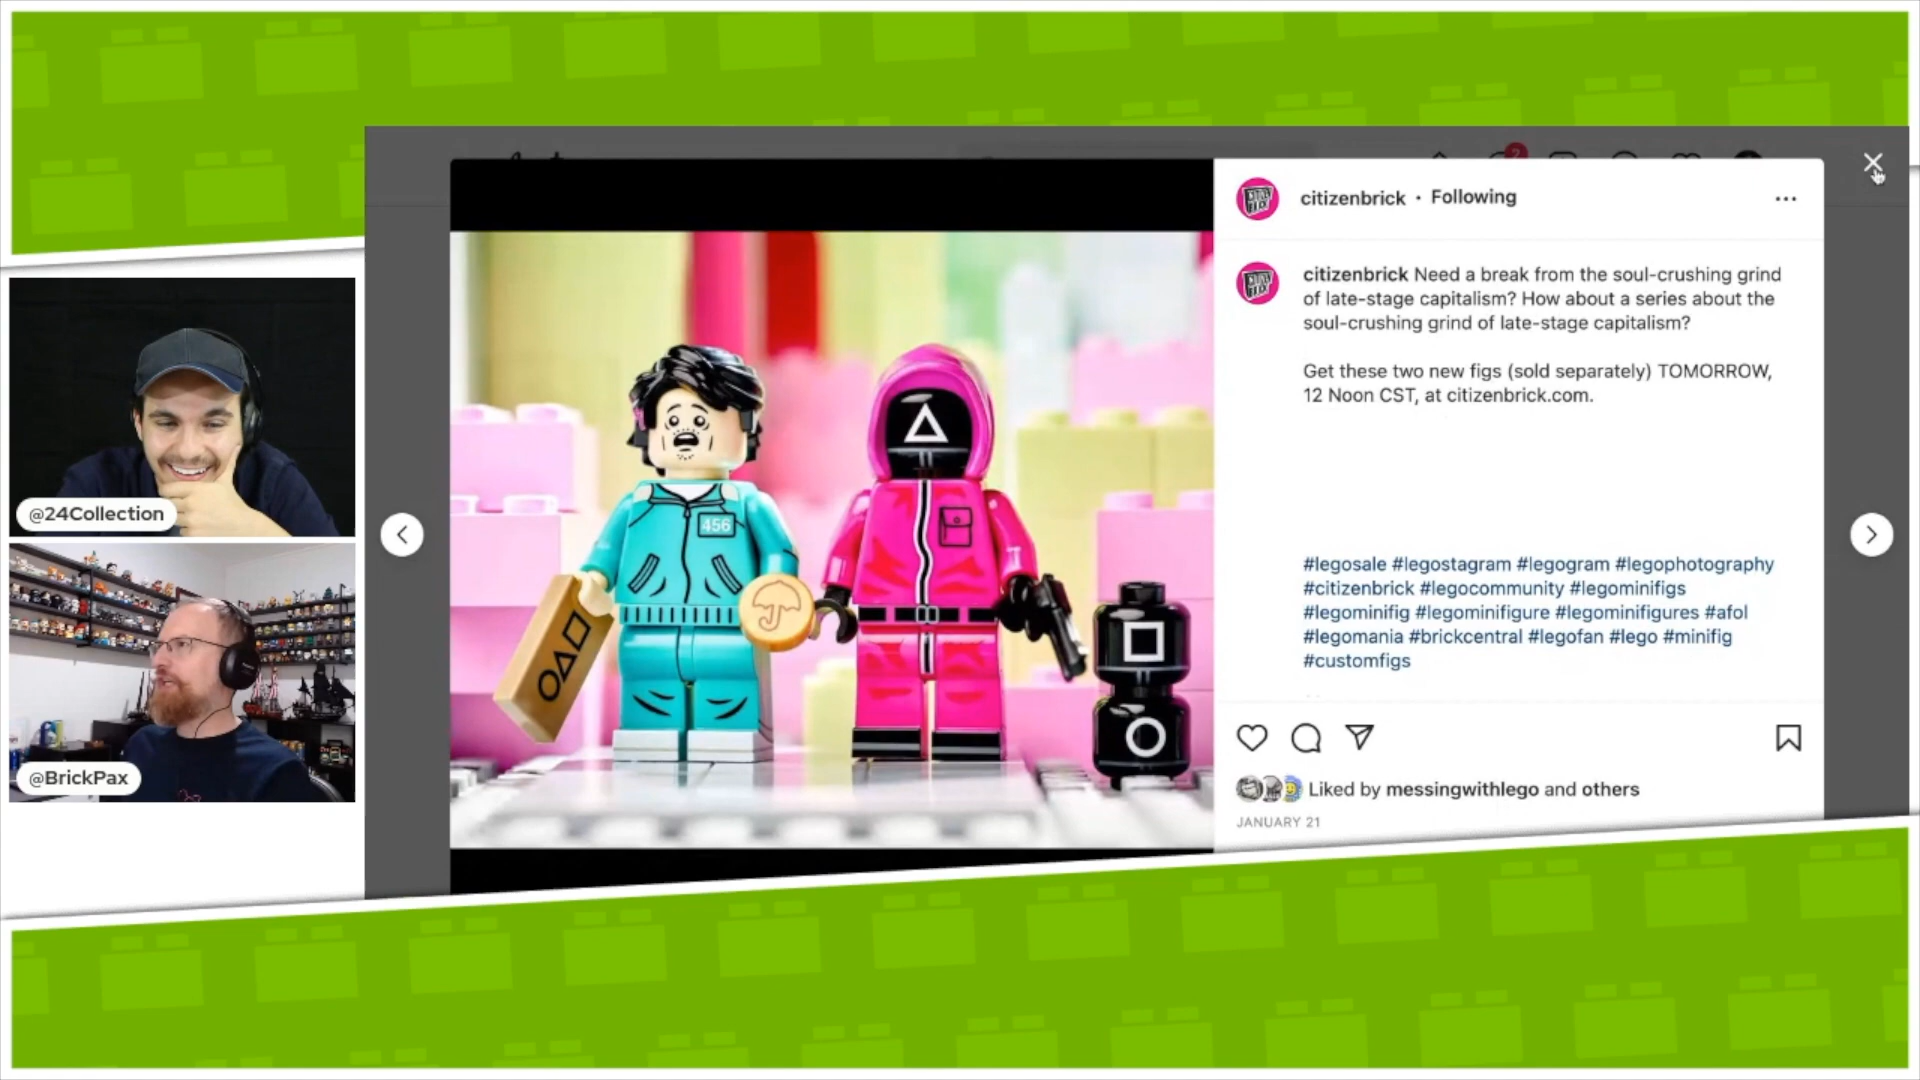 2
citizenbrick • Following
citizenbrick Need a break from the soul-crushing grind
of late-stage capitalism? How about a series about the
soul-crushing grind of late-stage capitalism?
Get these two new figs (sold separately) TOMORROW,
12 Noon CST, at citizenbrick.com.
456
@24Collection
#legosale #legostagram #legogram #legophotography
#citizenbrick #legocommunity #legominifigs
#legominifig #legominifigure #legominifigures #afol
#legomania #brickcentral #legofan #lego #minifig
#customfigs
@BrickPax
Liked by messingwithlego and others
JANUARY 21